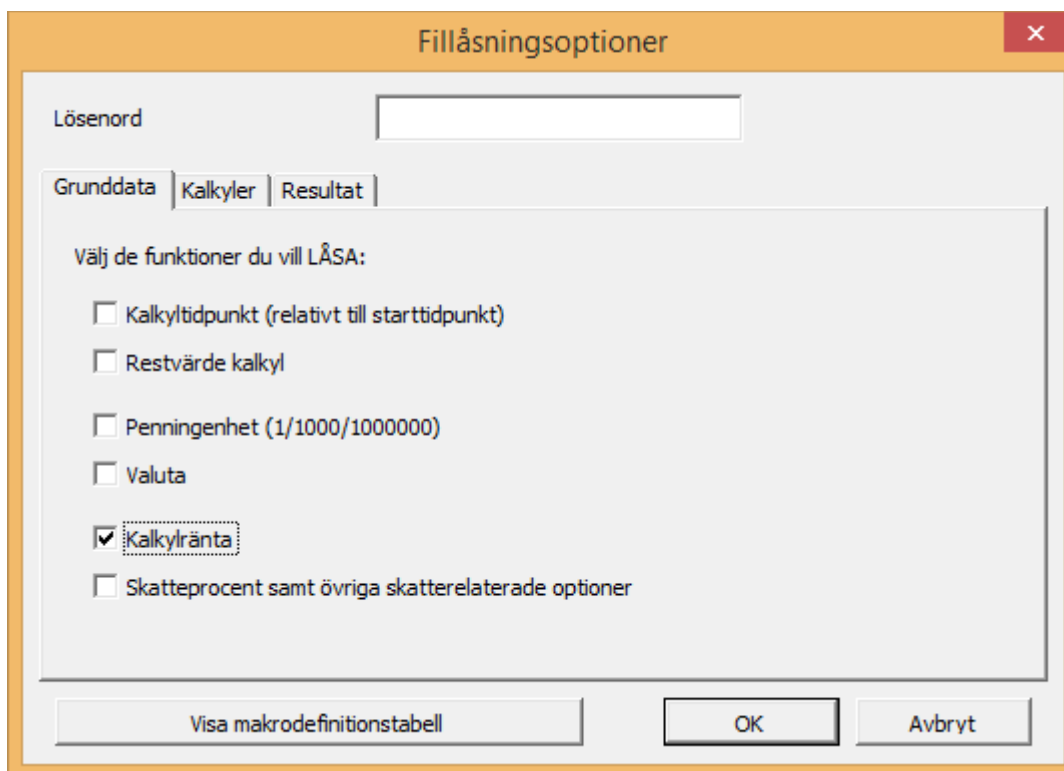 Fillåsningsoptioner
Lösenord
Grunddata Kalkyler Resultat
Välj de funktioner du vill LÅSA:
Kalkyltidpunkt (relativt till starttidpunkt)
Restvärde kalkyl
Penningenhet (1/1000/1000000)
Valuta
Kalkylränta
Skatteprocent samt övriga skatterelaterade optioner
Visa makrodefinitionstabell OK Avbryt